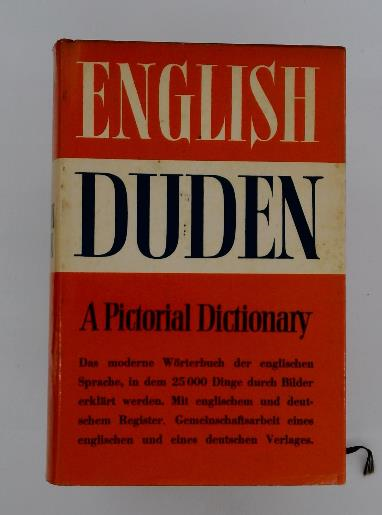 ENGLISH
DUDEN
A Pictorial Dictionary
Das moderne Wörterbuch der englischen
Sprache, in dem 25 000 Dinge durch Bilder
erklärt werden. Mit englischem und deut-
schem Register. Gemeinschaftsarbeit eines
englischen und eines deutschen Verlages.